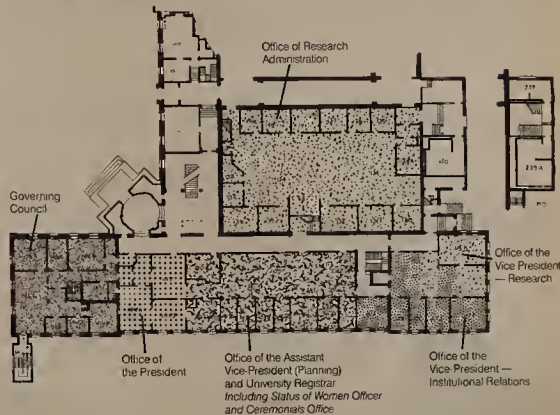 Office of Research
Administration
239
239A
Governing
Council
Office of the
Vice President
— Research
Office of
the President
Office of the Assistant
Vice-President (Planning)
and University Registrar
Including Status of Women Officer
and Ceremonials Office
Office of the
Vice-President —
Institutional Relations